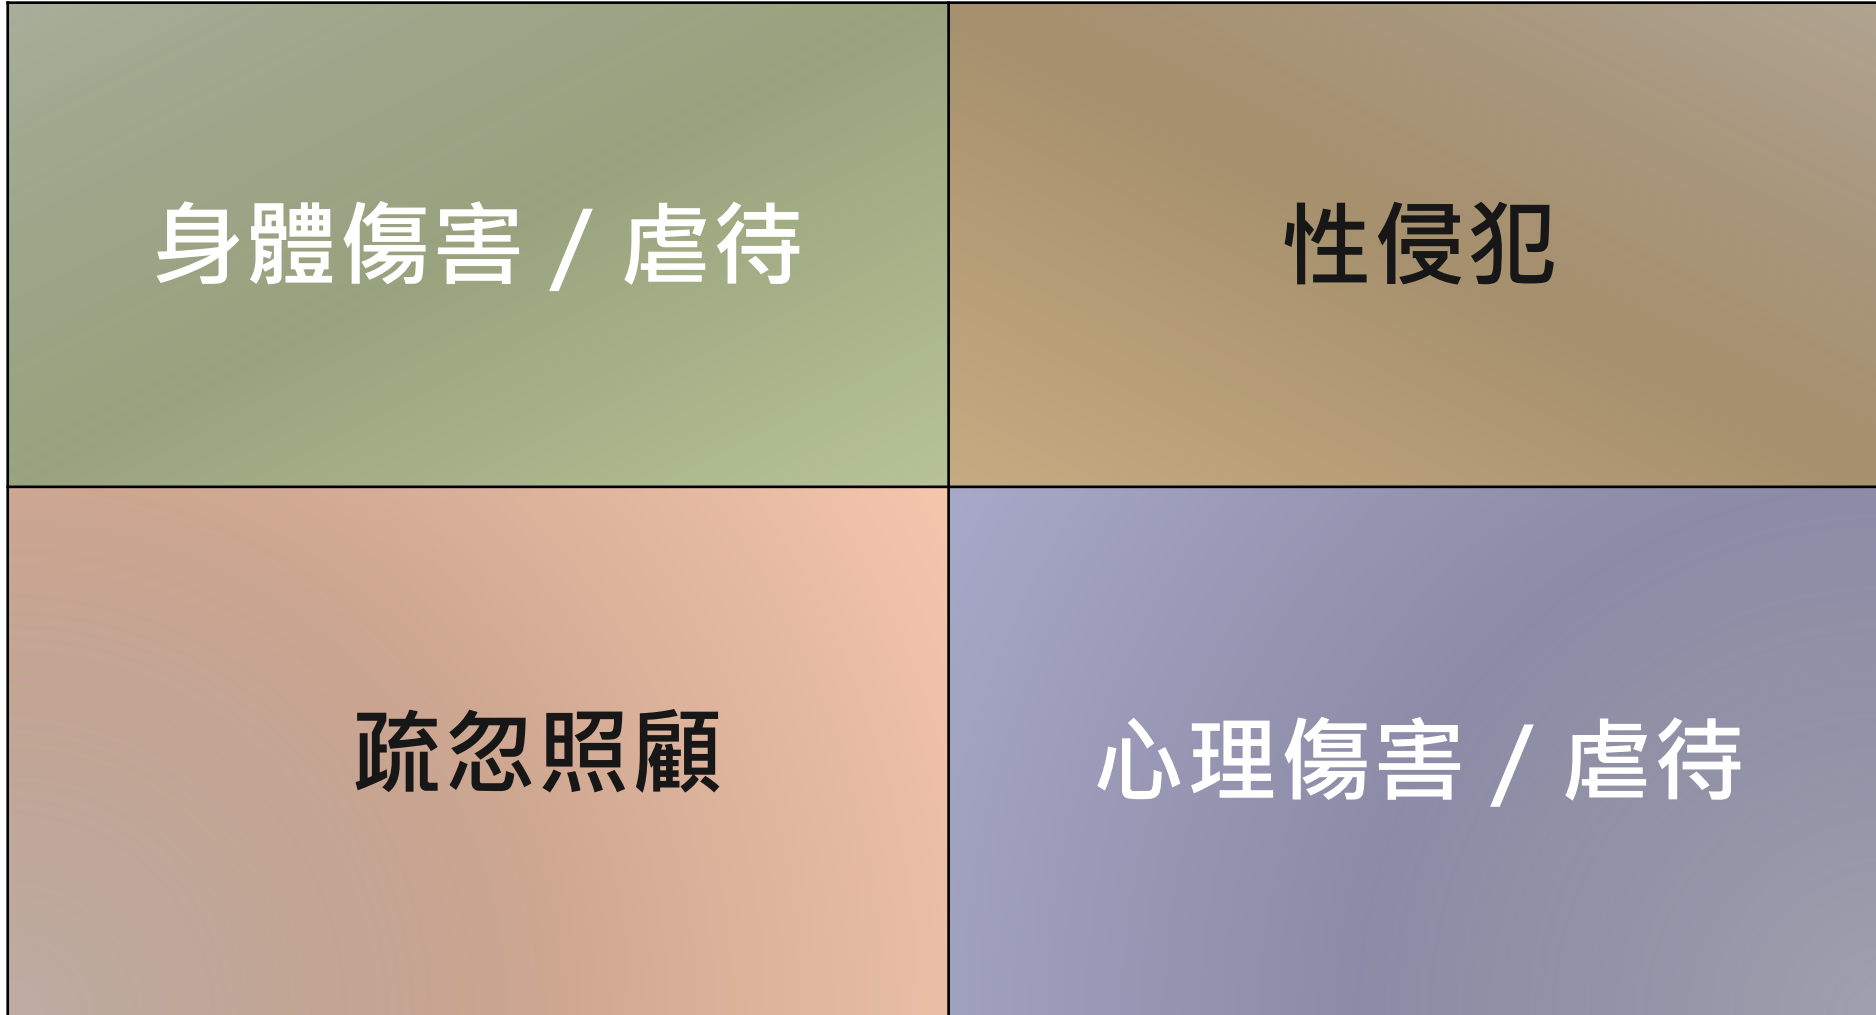 身體傷害 / 虐待
性侵犯
疏忽照顧
心理傷害 / 虐待